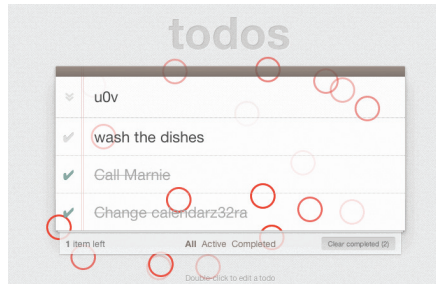 todos
u0v
wash the dishes
Call Marnie
Change calendarz32ra
1 item left All Active Completed Clear completed (2)
Double-click to edit a todo